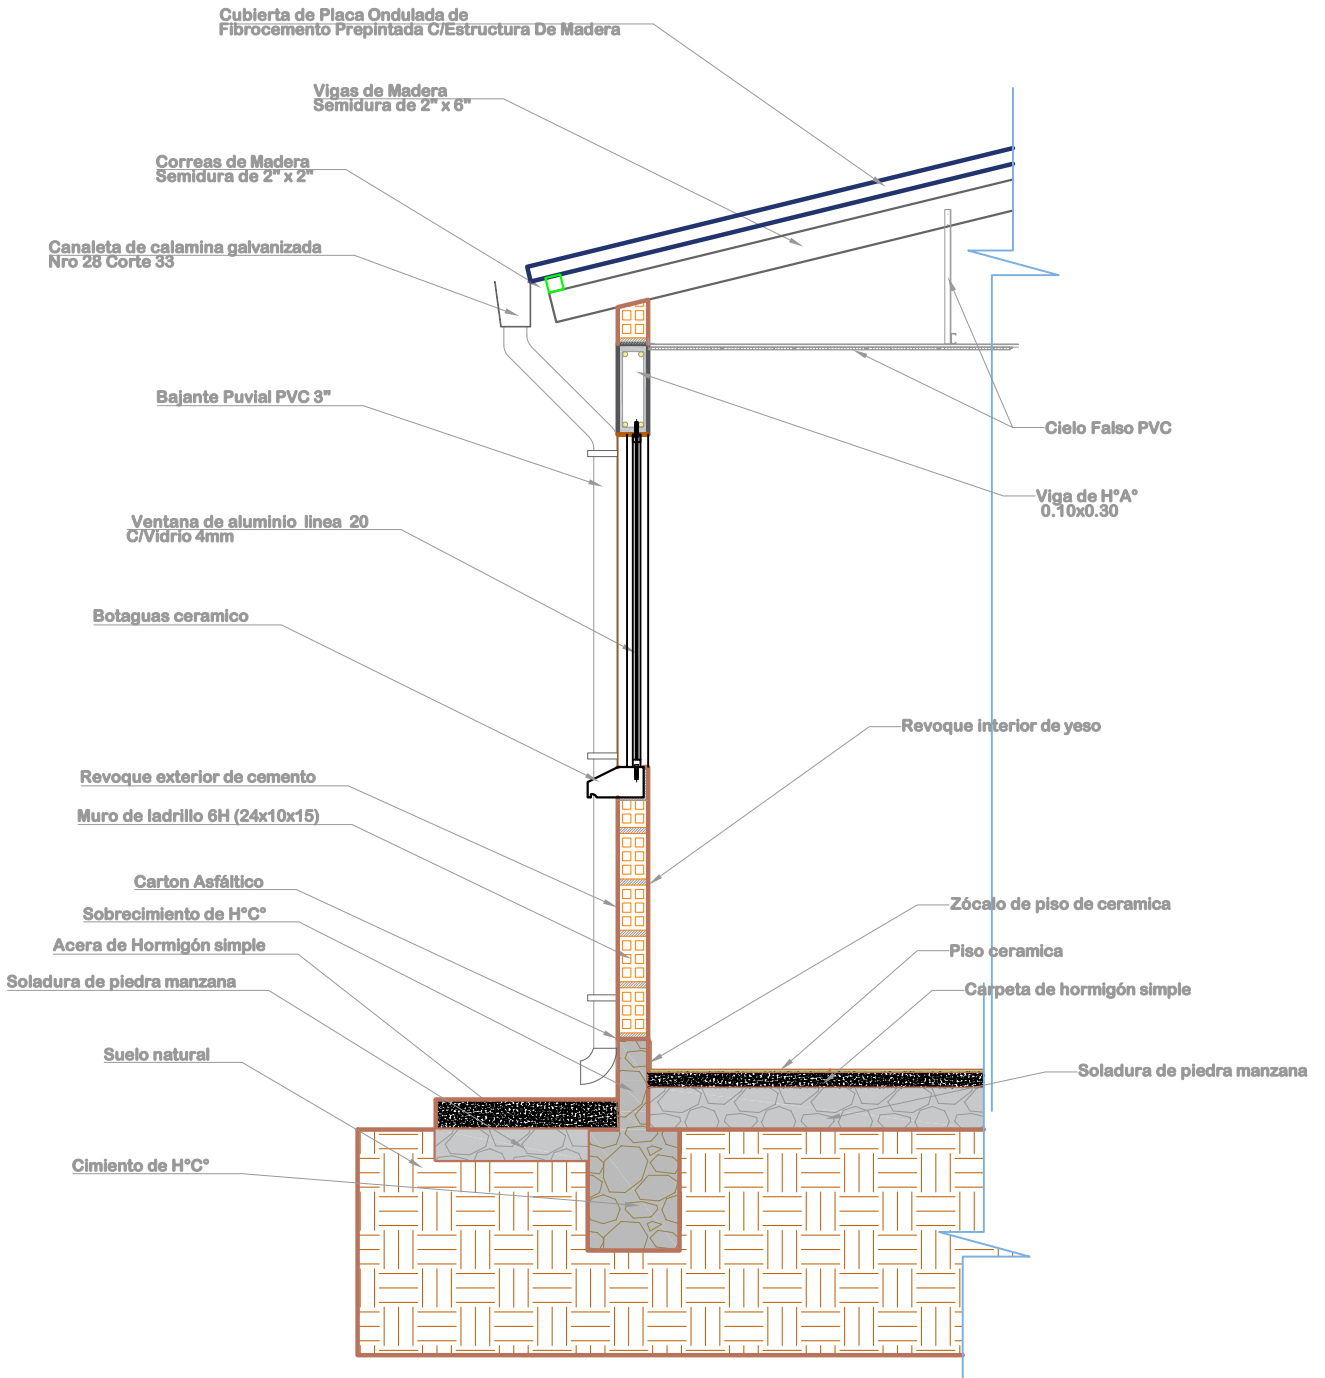 Cubierta de Placa Ondulada de
Fibrocemento Prepintada C/Estructura De Madera
Vigas de Madera
Semidura de 2" x 6"
Correas de Madera
Semidura de 2" x 2"
Canaleta de calamina galvanizada
Nro 28 Corte 33
Bajante Puvial PVC 3"
Cielo Falso PVC
Viga de H°A°
0.10x0.30
Ventana de aluminio linea 20
C/Vidrio 4mm
Botaguas ceramico
Revoque interior de yeso
Revoque exterior de cemento
Muro de ladrillo 6H (24x10x15)
Carton Asfáltico
Sobrecimiento de H°C°
Zócalo de piso de ceramica
Acera de Hormigón simple
Piso ceramica
Soladura de piedra manzana
Carpeta de hormigón simple
Suelo natural
Soladura de piedra manzana
Cimiento de H°C°